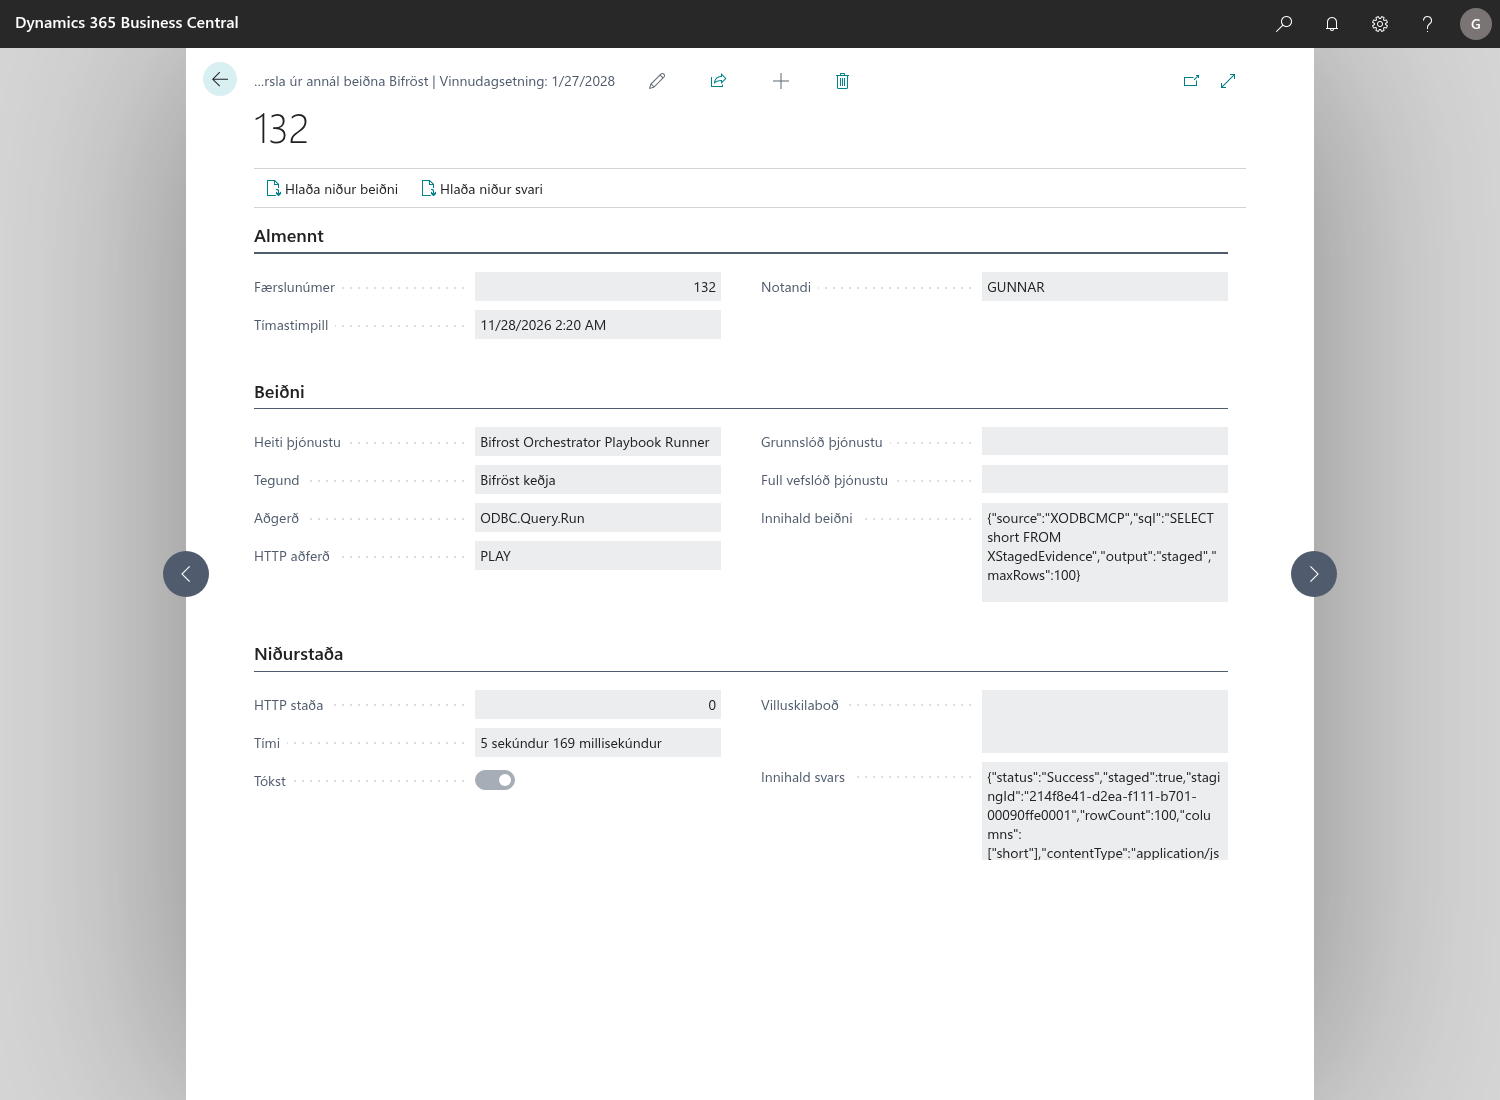 Dynamics 365 Business Central
G
...rsla úr annál beiðna Bifröst | Vinnudagsetning: 1/27/2028
132
Hlaða niður beiðni
Hlaða niður svari
Almennt
Færslunúmer
132
Notandi
GUNNAR
Tímastimpill
11/28/2026 2:20 AM
Beiðni
Heiti þjónustu
Bifrost Orchestrator Playbook Runner
Grunnslóð þjónustu
Tegund
Bifröst keðja
Full vefslóð þjónustu
Aðgerð
ODBC.Query.Run
Innihald beiðni
{"source":"XODBCMCP","sql":"SELECT
short FROM
XStagedEvidence","output":"staged","
maxRows":100}
HTTP aðferð
PLAY
Niðurstaða
HTTP staða
0
Villuskilaboð
Tími
5 sekúndur 169 millisekúndur
Tókst
Innihald svars
{"status":"Success","staged":true,"stagi
ngId":"214f8e41-d2ea-f111-b701-
00090ffe0001","rowCount":100,"colu
mns":
["short"],"contentType":"application/js